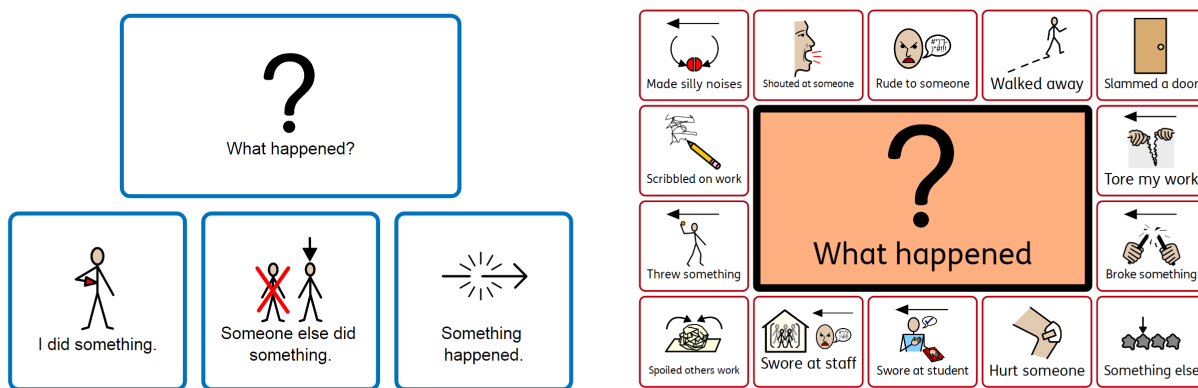 What happened?
I did something.
Someone else did
something.
Something
happened.
Made silly noises
Shouted at someone
Rude to someone
Walked away
Slammed a door
Scribbled on work
What happened
Tore my work
Threw something
Broke something
Spoiled others work
Swore at staff
Swore at student
Hurt someone
Something else